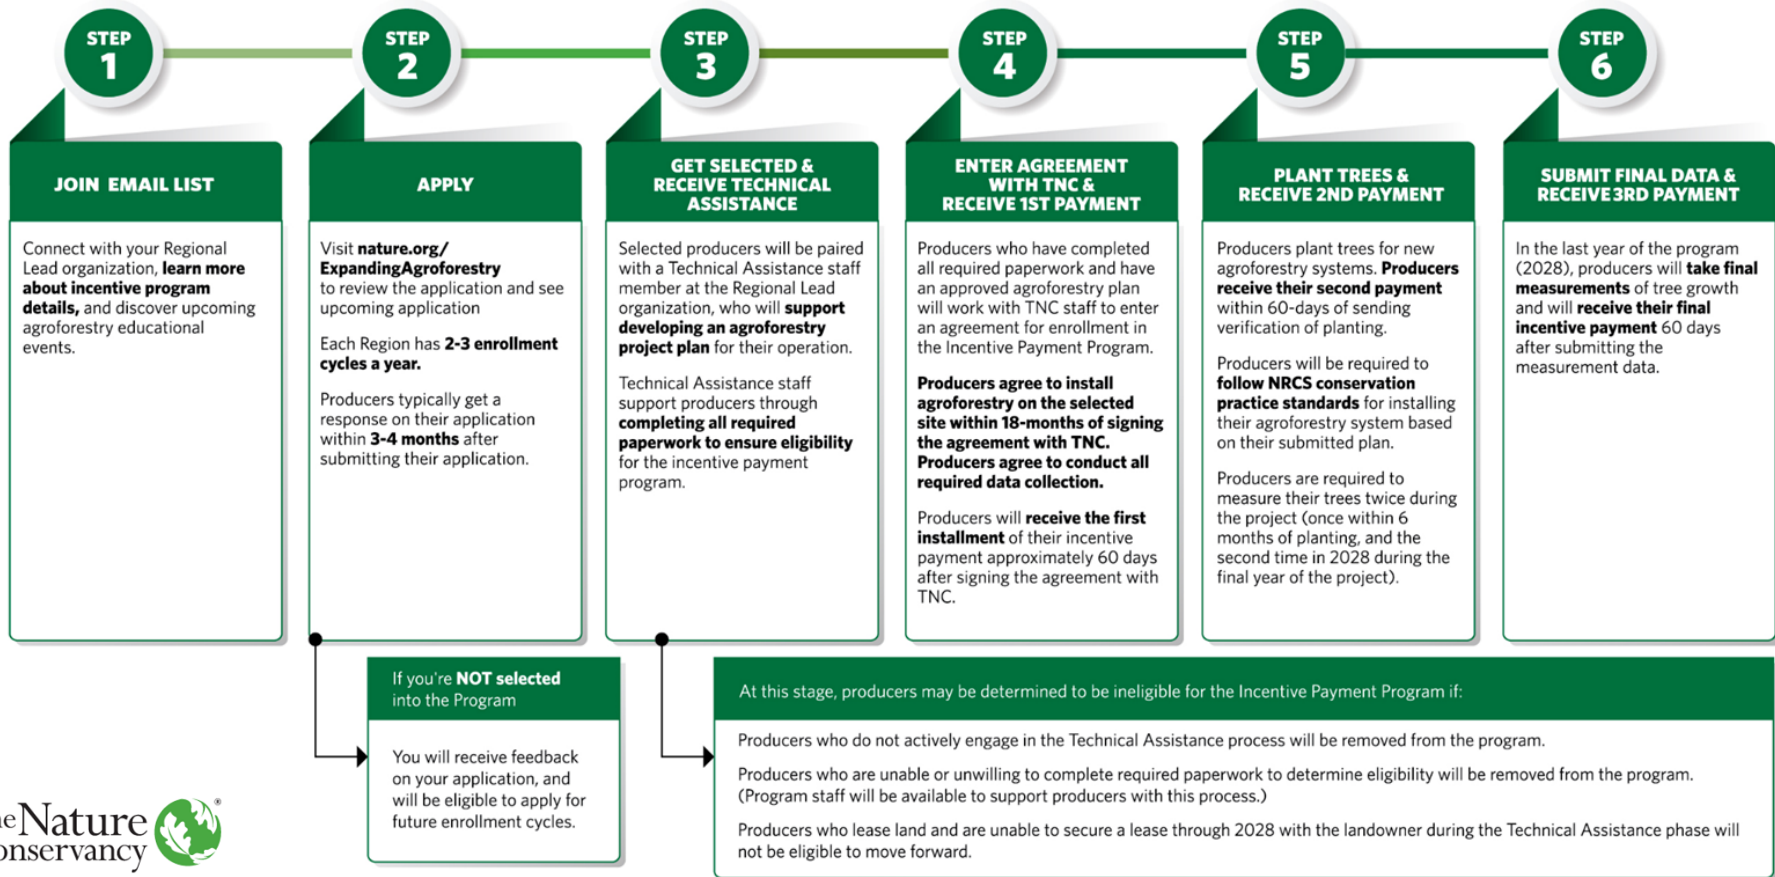 STEP
1
STEP
2
STEP
3
STEP
4
STEP
5
STEP
6
JOIN EMAIL LIST
Connect with your Regional
Lead organization, learn more
about incentive program
details, and discover upcoming
agroforestry educational
events.
APPLY
Visit nature.org/
ExpandingAgroforestry
to review the application and see
upcoming application
Each Region has 2-3 enrollment
cycles a year.
Producers typically get a
response on their application
within 3-4 months after
submitting their application.
GET SELECTED &
RECEIVE TECHNICAL
ASSISTANCE
Selected producers will be paired
with a Technical Assistance staff
member at the Regional Lead
organization, who will support
developing an agroforestry
project plan for their operation.
Technical Assistance staff
support producers through
completing all required
paperwork to ensure eligibility
for the incentive payment
program.
ENTER AGREEMENT
WITH TNC &
RECEIVE 1ST PAYMENT
Producers who have completed
all required paperwork and have
an approved agroforestry plan
will work with TNC staff to enter
an agreement for enrollment in
the Incentive Payment Program.
Producers agree to install
agroforestry on the selected
site within 18-months of signing
the agreement with TNC.
Producers agree to conduct all
required data collection.
Producers will receive the first
installment of their incentive
payment approximately 60 days
after signing the agreement with
TNC.
PLANT TREES &
RECEIVE 2ND PAYMENT
Producers plant trees for new
agroforestry systems. Producers
receive their second payment
within 60-days of sending
verification of planting.
Producers will be required to
follow NRCS conservation
practice standards for installing
their agroforestry system based
on their submitted plan.
Producers are required to
measure their trees twice during
the project (once within 6
months of planting, and the
second time in 2028 during the
final year of the project).
SUBMIT FINAL DATA &
RECEIVE 3RD PAYMENT
In the last year of the program
(2028), producers will take final
measurements of tree growth
and will receive their final
incentive payment 60 days
after submitting the
measurement data.
If you're NOT selected
into the Program
You will receive feedback
on your application, and
will be eligible to apply for
future enrollment cycles.
At this stage, producers may be determined to be ineligible for the Incentive Payment Program if:
Producers who do not actively engage in the Technical Assistance process will be removed from the program.
Producers who are unable or unwilling to complete required paperwork to determine eligibility will be removed from the program.
(Program staff will be available to support producers with this process.)
Producers who lease land and are unable to secure a lease through 2028 with the landowner during the Technical Assistance phase will
not be eligible to move forward.
he Nature
onservancy
®